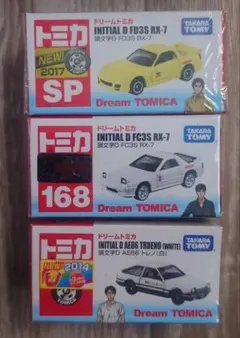 トミカ
NEW
2017
SP
ドリームトミカ
INITIAL D FD3S RX-7
頭文字D FD3S RX-7
TAKARA TOMY
Dream TOMICA
トミカ
168
ドリームトミカ
INITIAL D FC3S RX-7
頭文字D FC3S RX-7
TAKARA TOMY
Dream TOMICA
トミカ
2014
ドリームトミカ
INITIAL D AE86 TRUENO (WHITE)
頭文字D AE86 トレノ(白)
TAKARA TOMY
Dream TOMICA